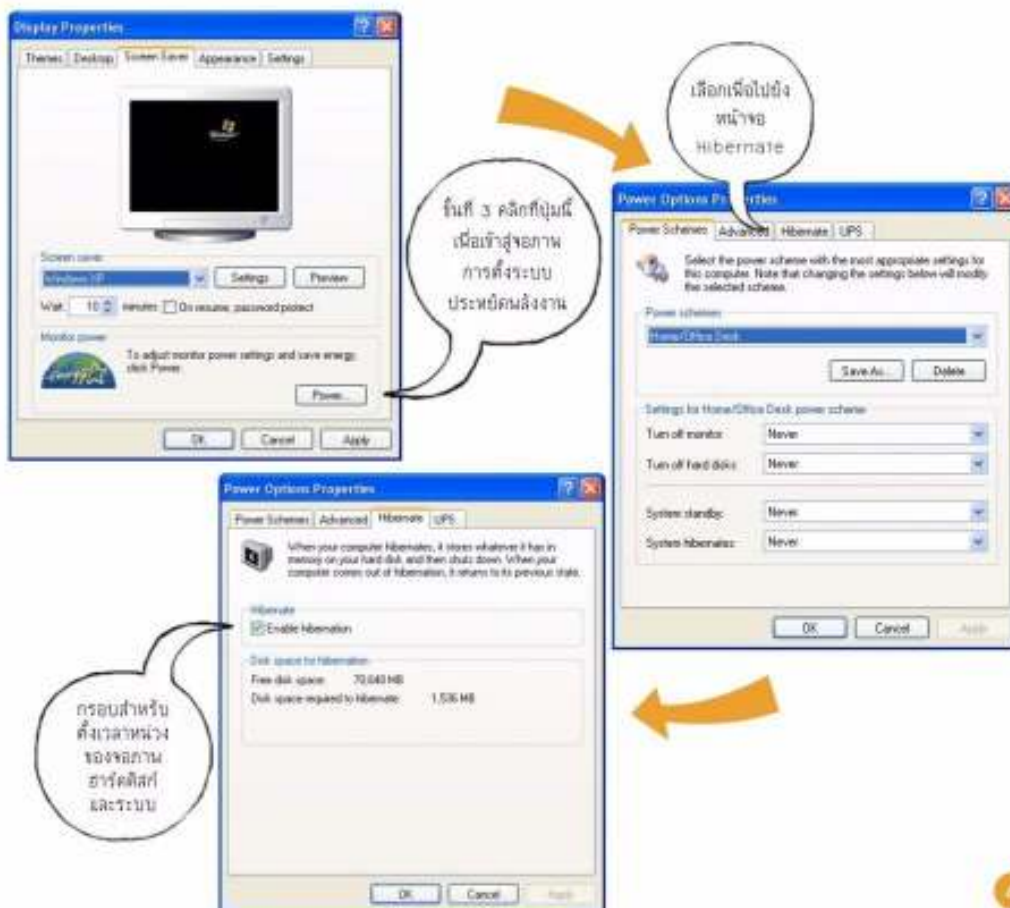 Display Properties
Themes Desktop Screen Saver Appearance Settings
Screen saver
Windows XP Settings Preview
Wait: 10 minutes On resume, password protect
Monitor power
To adjust monitor power settings and save energy,
click Power.
Power...
OK Cancel Apply
ขั้นที่ 3 คลิกที่ปุ่มนี้
เพื่อเข้าสู่จอภาพ
การตั้งระบบ
ประหยัดพลังงาน
เลือกเพื่อไปยัง
หน้าจอ
Hibernate
Power Options Properties
Power Schemes Advanced Hibernate UPS
Select the power scheme with the most appropriate settings for
this computer. Note that changing the settings below will modify
the selected scheme.
Power schemes
Home/Office Desk
Save As... Delete
Settings for Home/Office Desk power scheme
Turn off monitor: Never
Turn off hard disks: Never
System standby: Never
System hibernates: Never
OK Cancel Apply
Power Options Properties
Power Schemes Advanced Hibernate UPS
When your computer hibernates, it stores whatever it has in
memory on your hard disk and then shuts down. When your
computer comes out of hibernation, it returns to its previous state.
Hibernate
Enable hibernation
Disk space for hibernation
Free disk space: 70,640 MB
Disk space required to hibernate: 1,536 MB
OK Cancel Apply
กรอบสำหรับ
ตั้งเวลาหน่วง
ของจอภาพ
ฮาร์ดดิสก์
และระบบ